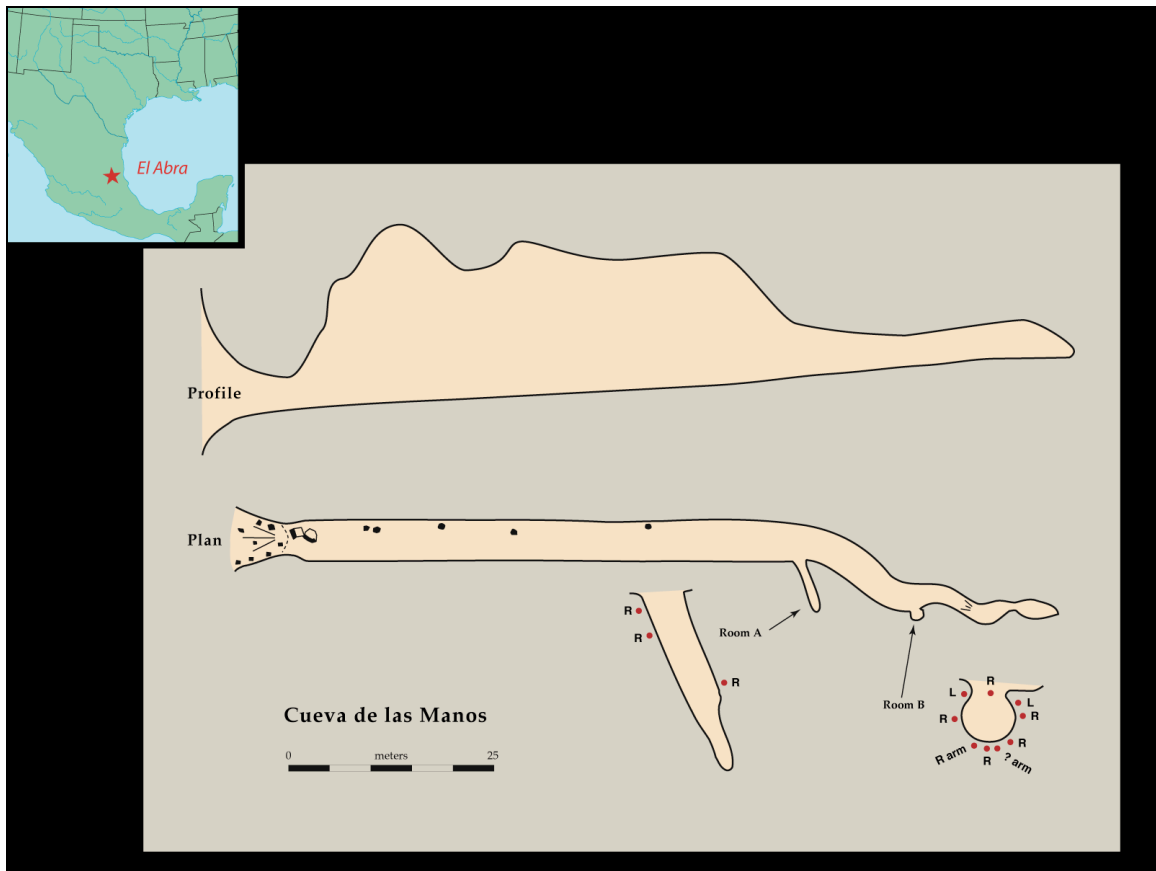 El Abra
Profile
Plan
R
R
R
Room A
Room B
Cueva de las Manos
0 meters 25
R
L
L
R
R
R
R arm
R
? arm